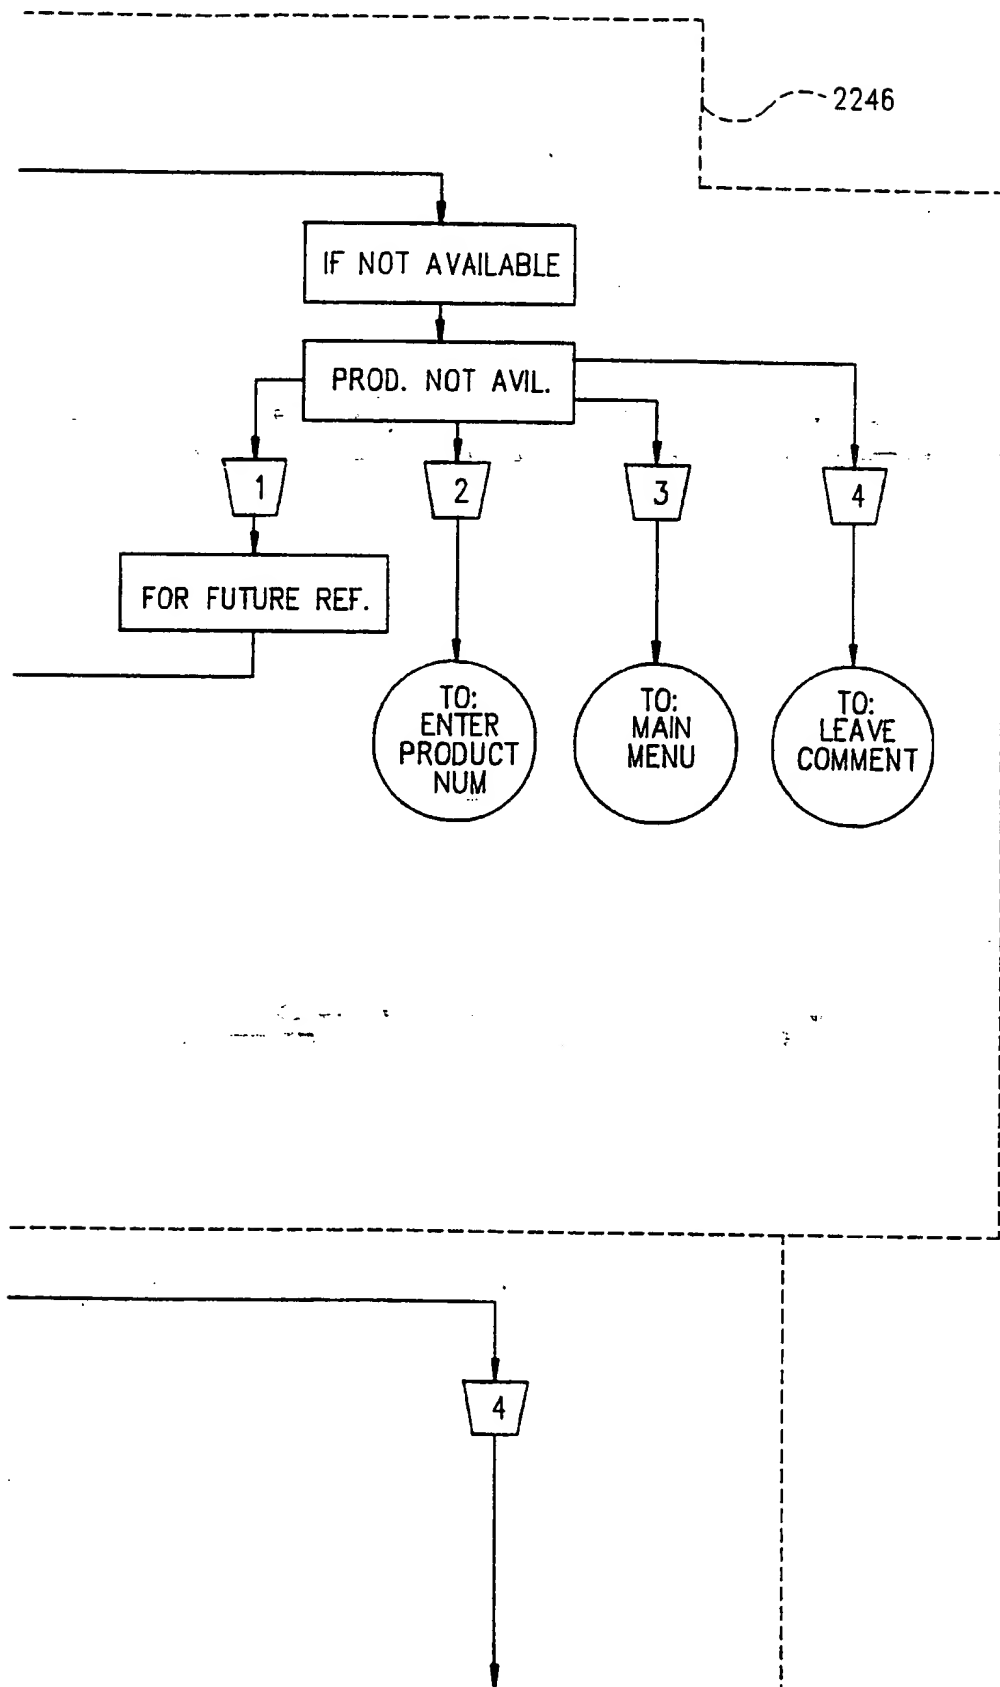 2246
IF NOT AVAILABLE
PROD. NOT AVIL.
1
2
3
4
FOR FUTURE REF.
TO:
ENTER
PRODUCT
NUM
TO:
MAIN
MENU
TO:
LEAVE
COMMENT
4